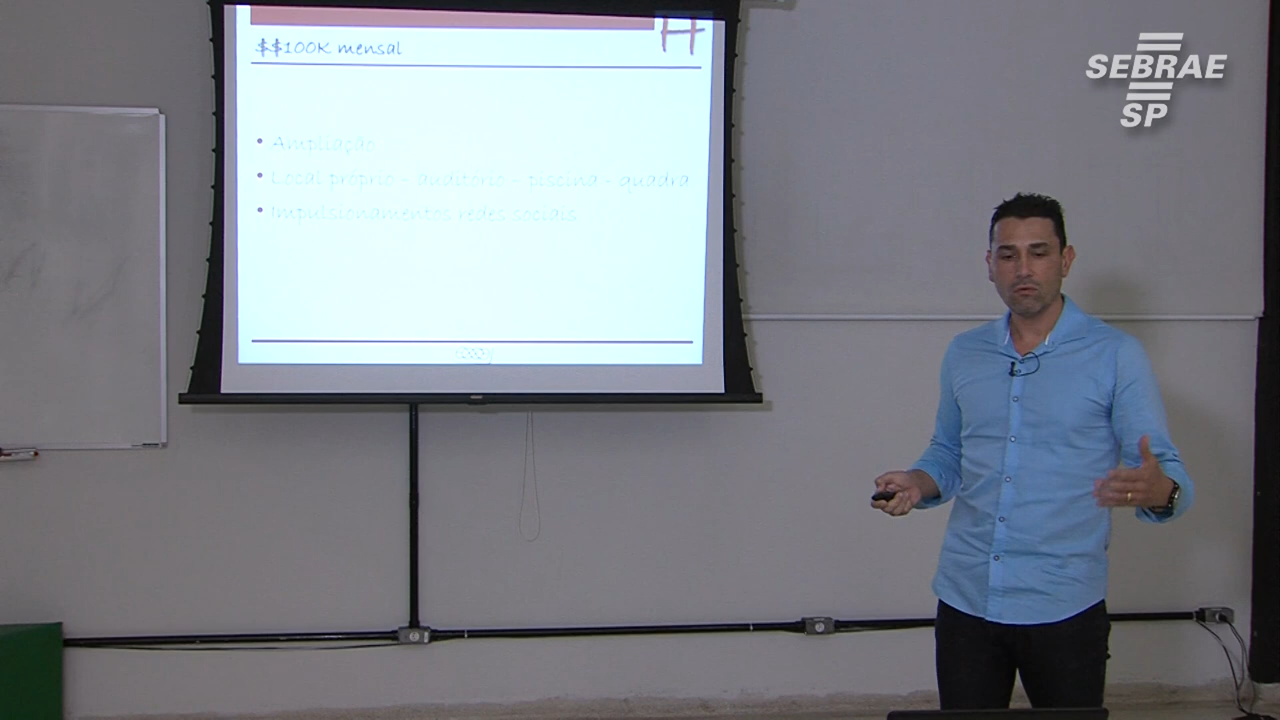 $$100K mensal
• Ampliação
• Local próprio - auditório - piscina - quadra
• Impulsionamentos redes sociais
SEBRAE
SP